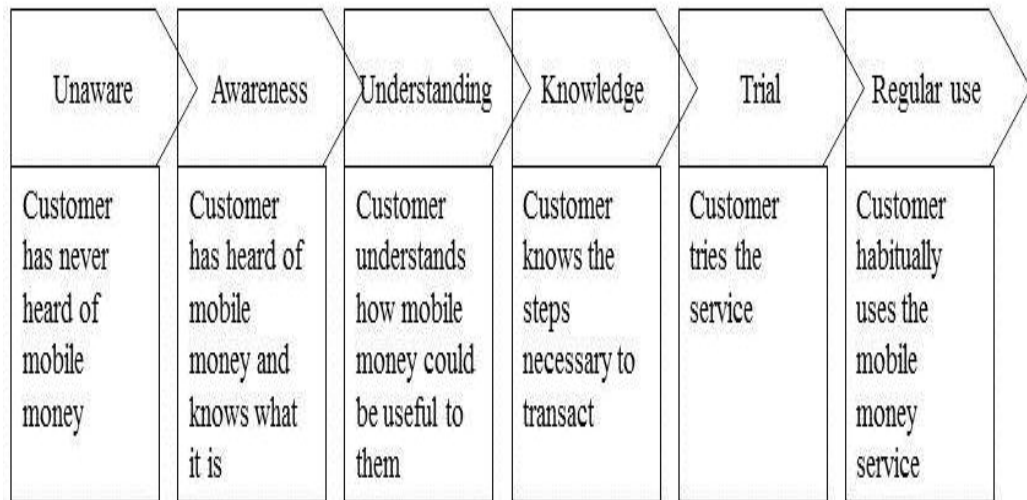 Unaware
Awareness
Understanding
Knowledge
Trial
Regular use
Customer
has never
heard of
mobile
money
Customer
has heard of
mobile
money and
knows what
it is
Customer
understands
how mobile
money could
be useful to
them
Customer
knows the
steps
necessary to
transact
Customer
tries the
service
Customer
habitually
uses the
mobile
money
service